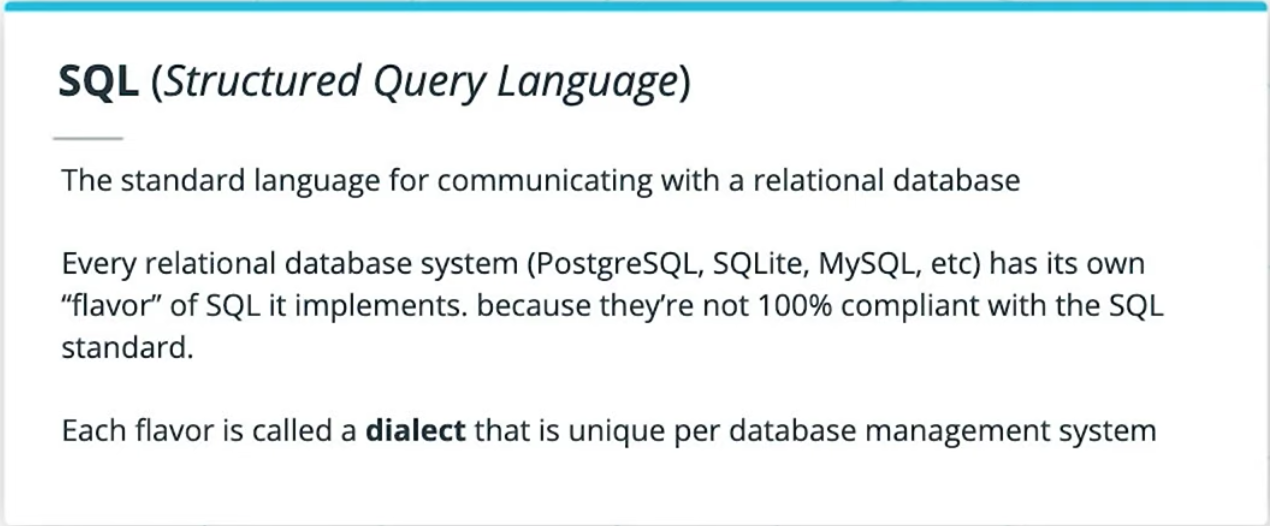 SQL (Structured Query Language)
The standard language for communicating with a relational database
Every relational database system (PostgreSQL, SQLite, MySQL, etc) has its own
“flavor” of SQL it implements. because they’re not 100% compliant with the SQL
standard.
Each flavor is called a dialect that is unique per database management system